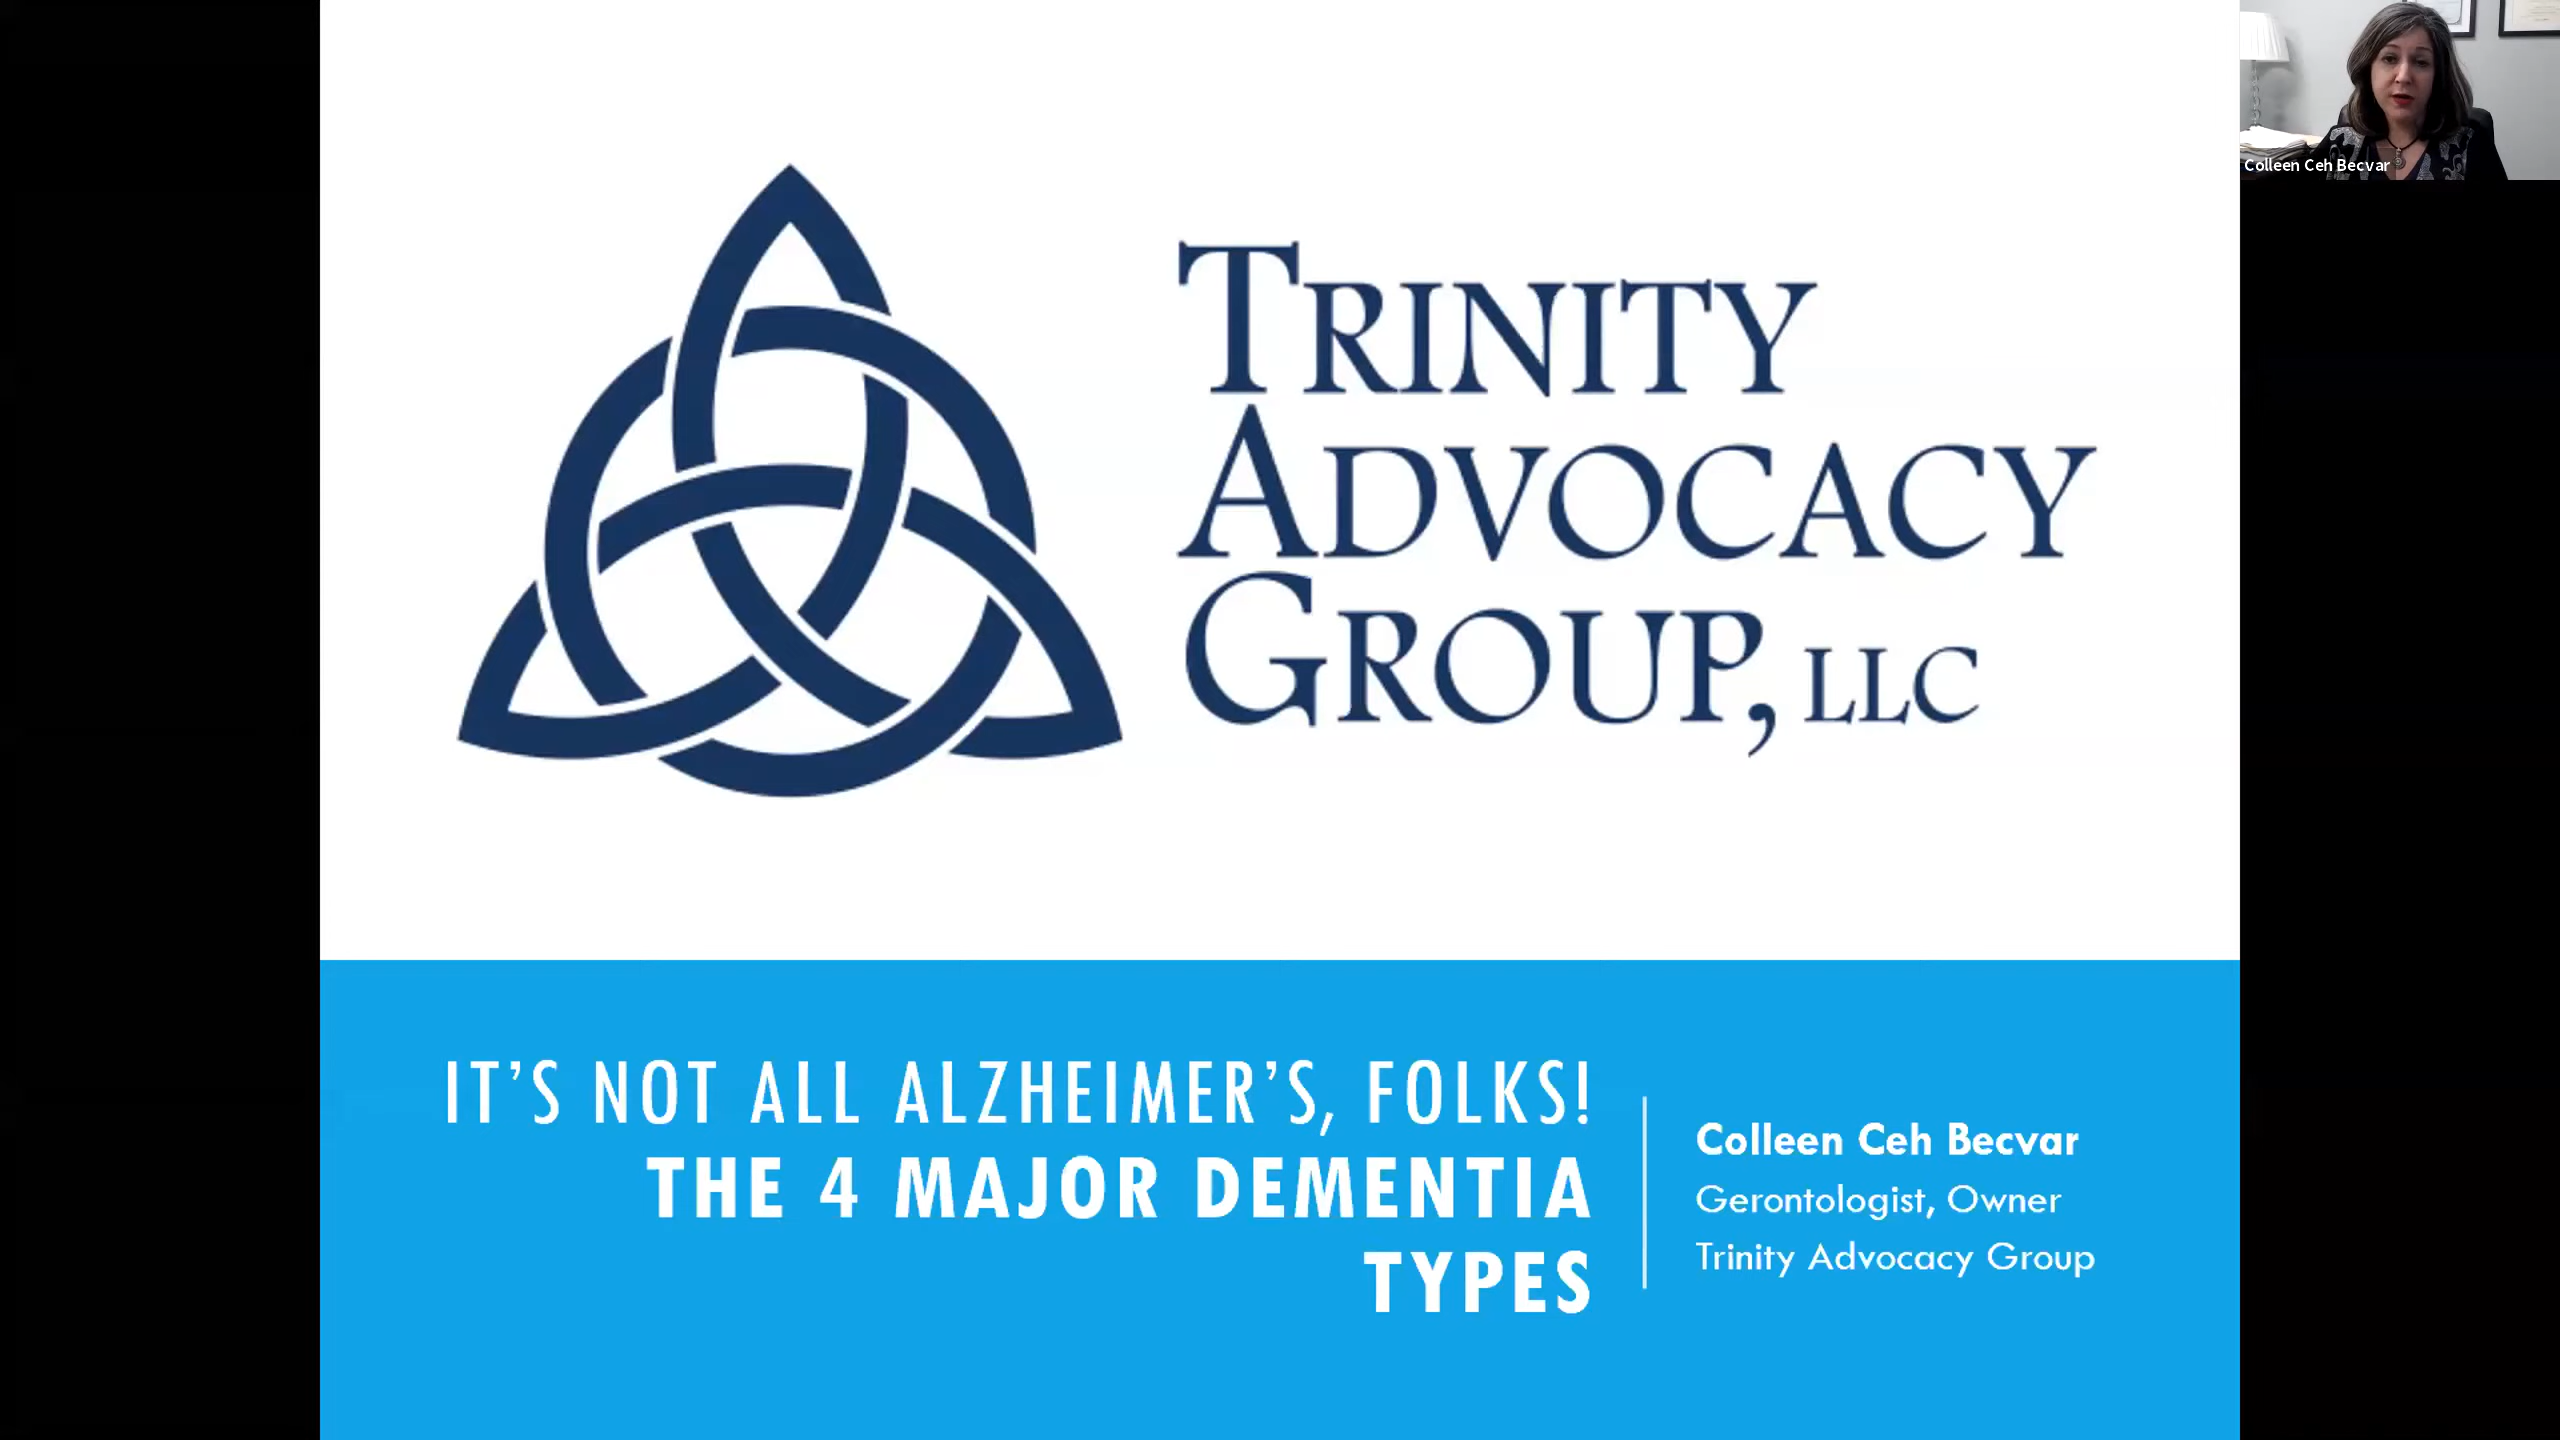 TRINITY
ADVOCACY
GROUP, LLC
Colleen Ceh Becvar
IT’S NOT ALL ALZHEIMER’S, FOLKS!
THE 4 MAJOR DEMENTIA
TYPES
Colleen Ceh Becvar
Gerontologist, Owner
Trinity Advocacy Group